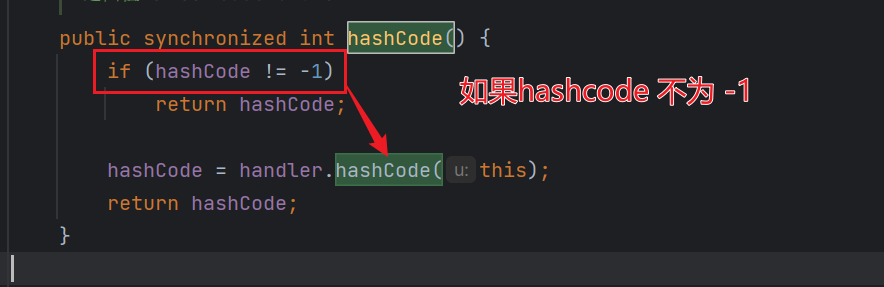 public synchronized int hashCode() {
if (hashCode != -1)
return hashCode;
如果hashcode 不为 -1
hashCode = handler.hashCode( u: this);
return hashCode;
}